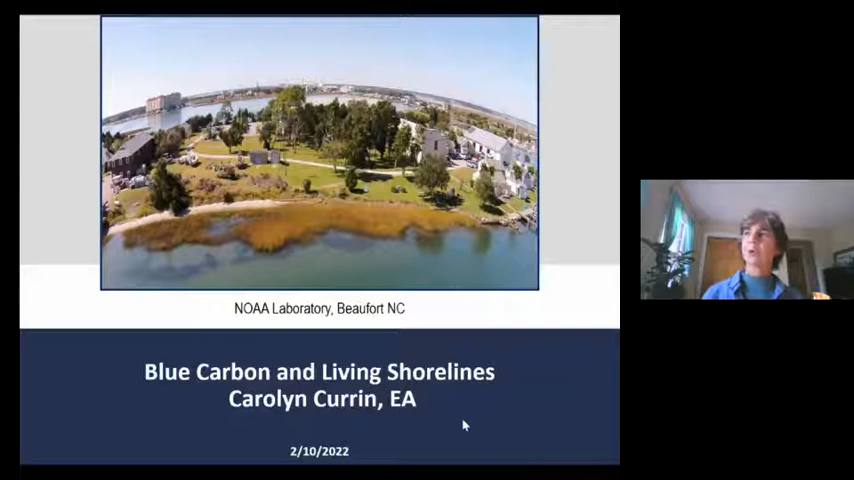 NOAA Laboratory, Beaufort NC
Blue Carbon and Living Shorelines
Carolyn Currin, EA
2/10/2022